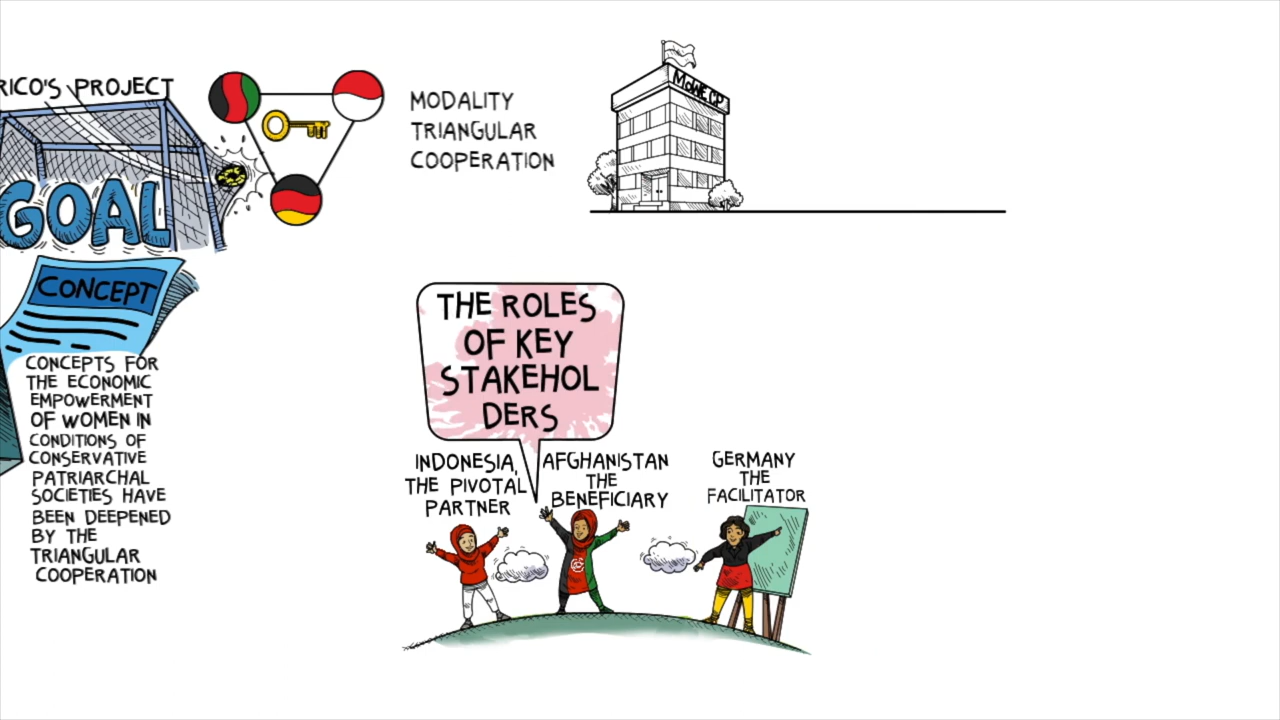 RICO'S PROJECT
GOAL
CONCEPT
CONCEPTS FOR
THE ECONOMIC
EMPOWERMENT
OF WOMEN IN
CONDITIONS OF
CONSERVATIVE
PATRIARCHAL
SOCIETIES HAVE
BEEN DEEPENED
BY THE
TRIANGULAR
COOPERATION
MODALITY
TRIANGULAR
COOPERATION
MoWECP
THE ROLES
OF KEY
STAKEHOL
DERS
INDONESIA,
THE PIVOTAL
PARTNER
AFGHANISTAN
THE
BENEFICIARY
GERMANY
THE
FACILITATOR